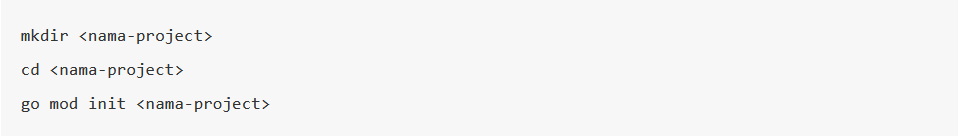 mkdir <nama-project>
cd <nama-project>
go mod init <nama-project>